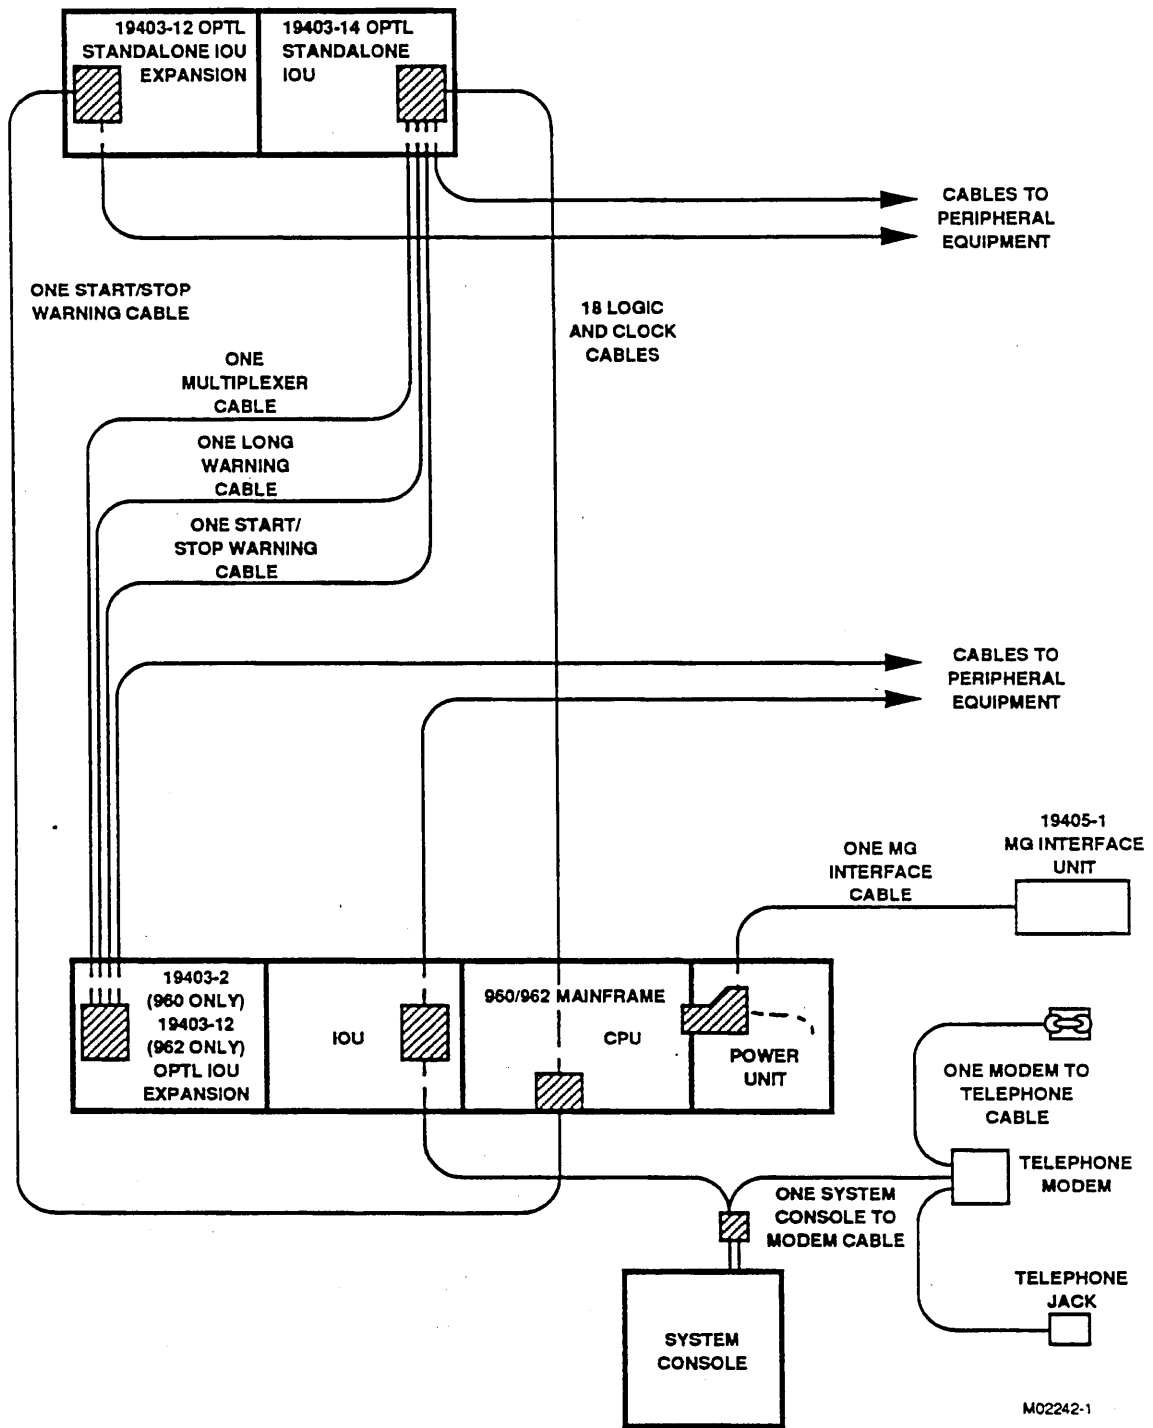 19403-12 OPTL
STANDALONE IOU
EXPANSION
19403-14 OPTL
STANDALONE
IOU
CABLES TO
PERIPHERAL
EQUIPMENT
ONE START/STOP
WARNING CABLE
18 LOGIC
AND CLOCK
CABLES
ONE
MULTIPLEXER
CABLE
ONE LONG
WARNING
CABLE
ONE START/
STOP WARNING
CABLE
CABLES TO
PERIPHERAL
EQUIPMENT
19405-1
MG INTERFACE
UNIT
ONE MG
INTERFACE
CABLE
19403-2
(960 ONLY)
19403-12
(962 ONLY)
OPTL IOU
EXPANSION
IOU
960/962 MAINFRAME
CPU
POWER
UNIT
ONE MODEM TO
TELEPHONE
CABLE
TELEPHONE
MODEM
ONE SYSTEM
CONSOLE TO
MODEM CABLE
TELEPHONE
JACK
SYSTEM
CONSOLE
M02242-1